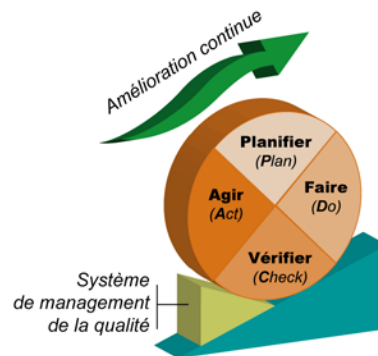 Amélioration continue
Planifier
(Plan)
Agir
(Act)
Faire
(Do)
Vérifier
(Check)
Système
de management
de la qualité